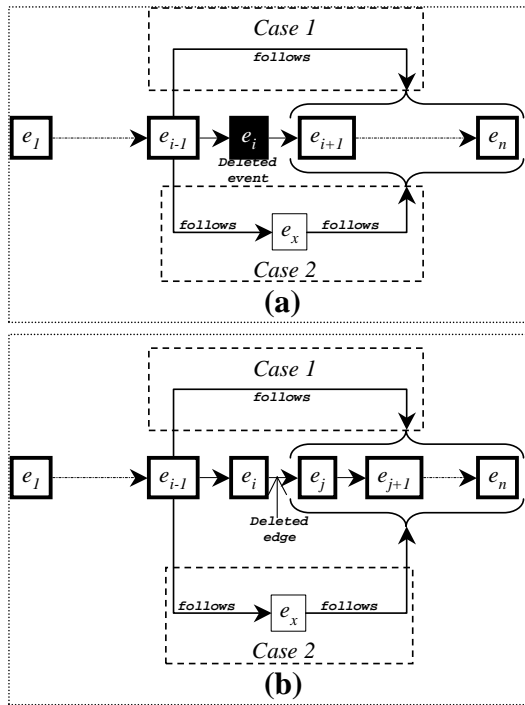 Case 1
follows
e1 ei-1 ei ei+1 en
Deleted
event
follows ex follows
Case 2
(a)
Case 1
follows
e1 ei-1 ei ej ej+1 en
Deleted
edge
follows ex follows
Case 2
(b)